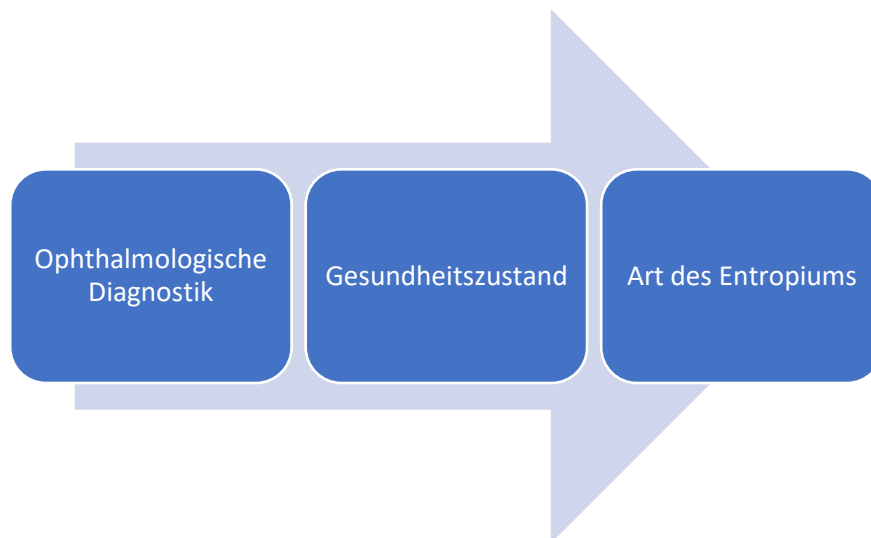 Ophthalmologische
Diagnostik
Gesundheitszustand
Art des Entropiums